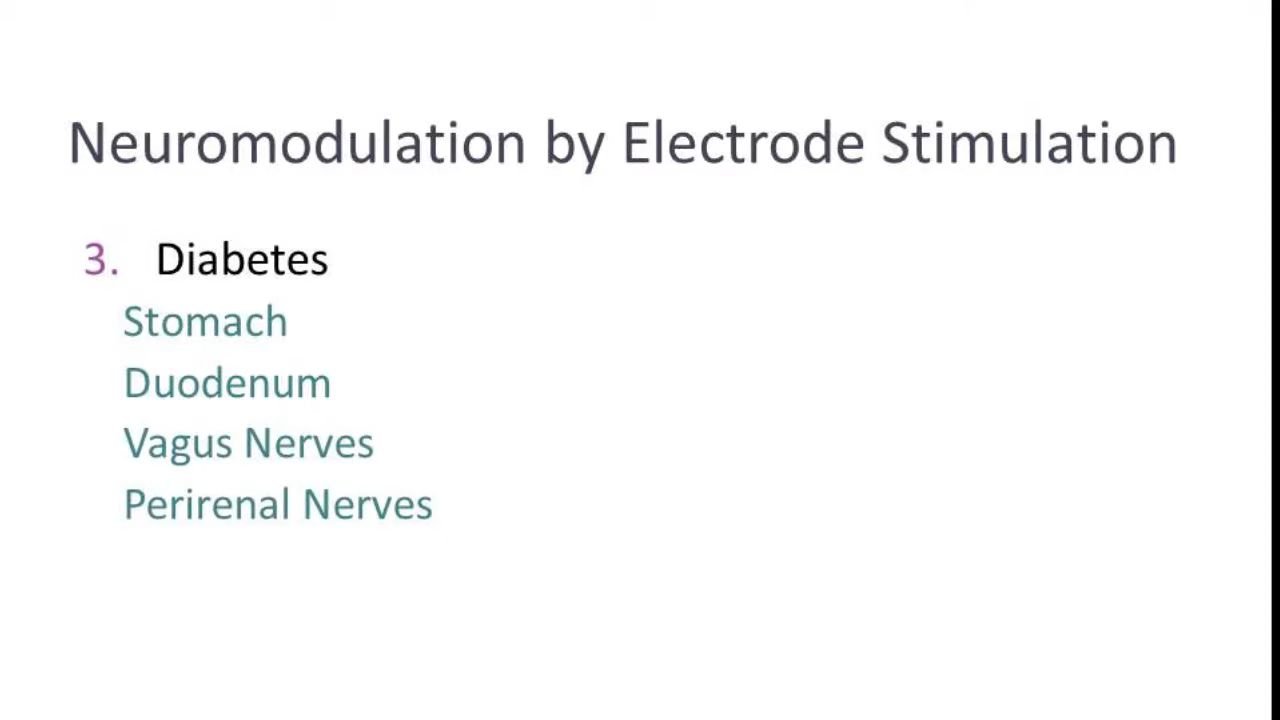 Neuromodulation by Electrode Stimulation
3. Diabetes
Stomach
Duodenum
Vagus Nerves
Perirenal Nerves